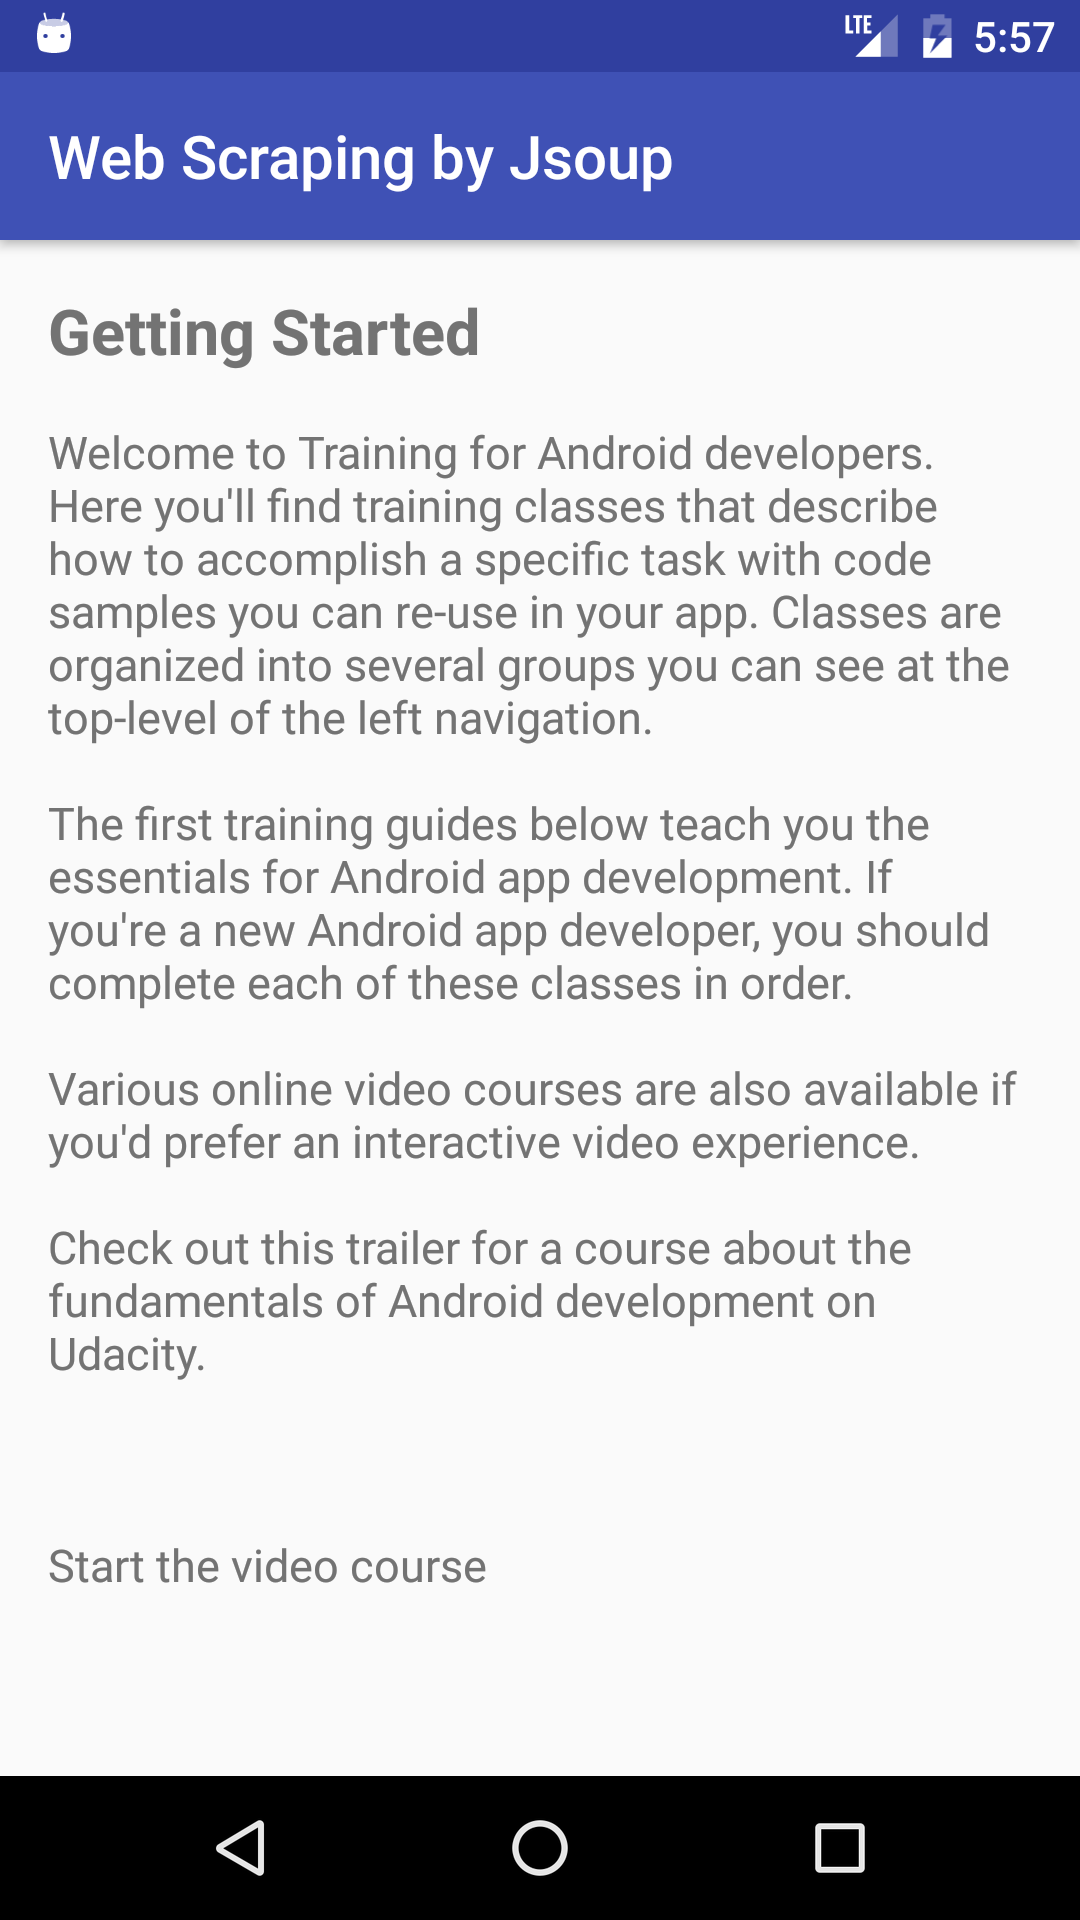 LTE 5:57
Web Scraping by Jsoup
Getting Started
Welcome to Training for Android developers.
Here you'll find training classes that describe
how to accomplish a specific task with code
samples you can re-use in your app. Classes are
organized into several groups you can see at the
top-level of the left navigation.
The first training guides below teach you the
essentials for Android app development. If
you're a new Android app developer, you should
complete each of these classes in order.
Various online video courses are also available if
you'd prefer an interactive video experience.
Check out this trailer for a course about the
fundamentals of Android development on
Udacity.
Start the video course